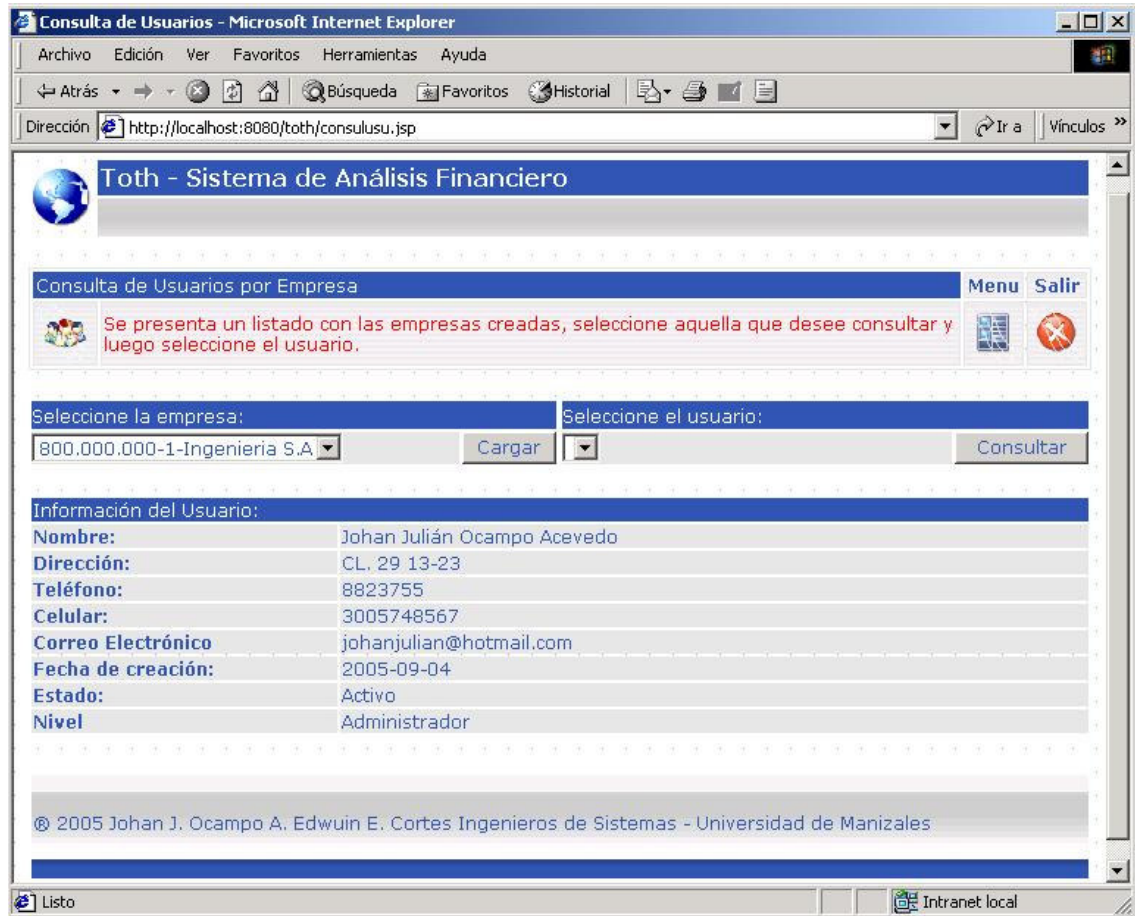 Consulta de Usuarios - Microsoft Internet Explorer
Archivo Edición Ver Favoritos Herramientas Ayuda
Atrás Búsqueda Favoritos Historial
Dirección http://localhost:8080/toth/consulusu.jsp Ir a Vínculos »
Toth - Sistema de Análisis Financiero
Consulta de Usuarios por Empresa Menu Salir
Se presenta un listado con las empresas creadas, seleccione aquella que desee consultar y
luego seleccione el usuario.
Seleccione la empresa: Seleccione el usuario:
800.000.000-1-Ingenieria S.A Cargar Consultar
Información del Usuario:
Nombre: Johan Julián Ocampo Acevedo
Dirección: CL. 29 13-23
Teléfono: 8823755
Celular: 3005748567
Correo Electrónico johanjulian@hotmail.com
Fecha de creación: 2005-09-04
Estado: Activo
Nivel Administrador
® 2005 Johan J. Ocampo A. Edwuin E. Cortes Ingenieros de Sistemas - Universidad de Manizales
Listo Intranet local